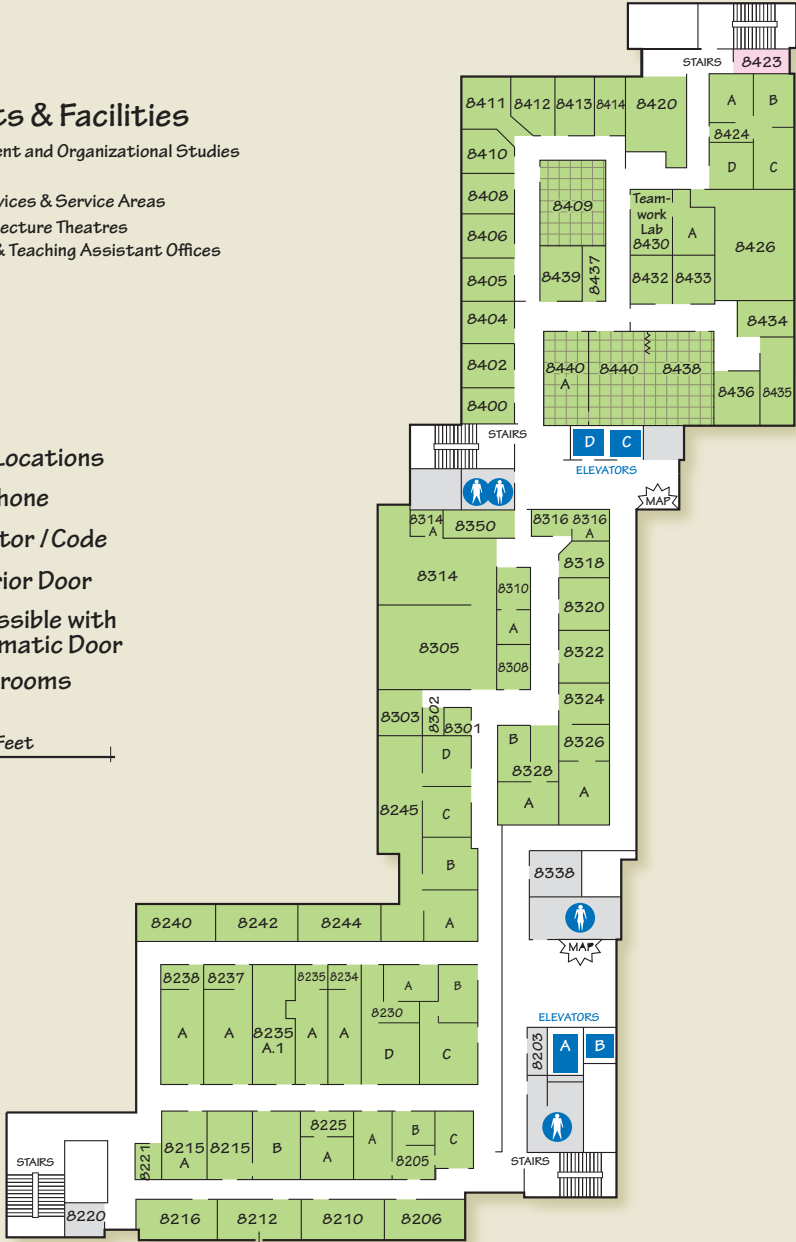 ts & Facilities
ent and Organizational Studies
vices & Service Areas
ecture Theatres
& Teaching Assistant Offices
Locations
hone
tor / Code
rior Door
ssible with
matic Door
rooms
Feet
STAIRS
8423
8411
8412
8413
8414
8420
A
B
8424
D
C
8410
8408
8409
8406
Team-
work
Lab
8430
A
8426
8405
8439
8437
8432
8433
8404
8434
8402
8440
A
8440
8438
8400
8436
8435
STAIRS
D
C
ELEVATORS
MAP
8314
A
8350
8316
8316
A
8314
8318
8310
8320
A
8305
8322
8308
8303
8302
8301
8324
8326
D
B
8328
A
A
8245
C
B
8338
A
8240
8242
8244
MAP
8238
8237
8235
8234
A
B
8230
A
A
8235
A.1
A
A
D
C
ELEVATORS
8203
A
B
8221
8215
A
8215
B
8225
A
A
B
8205
C
STAIRS
STAIRS
8220
8216
8212
8210
8206